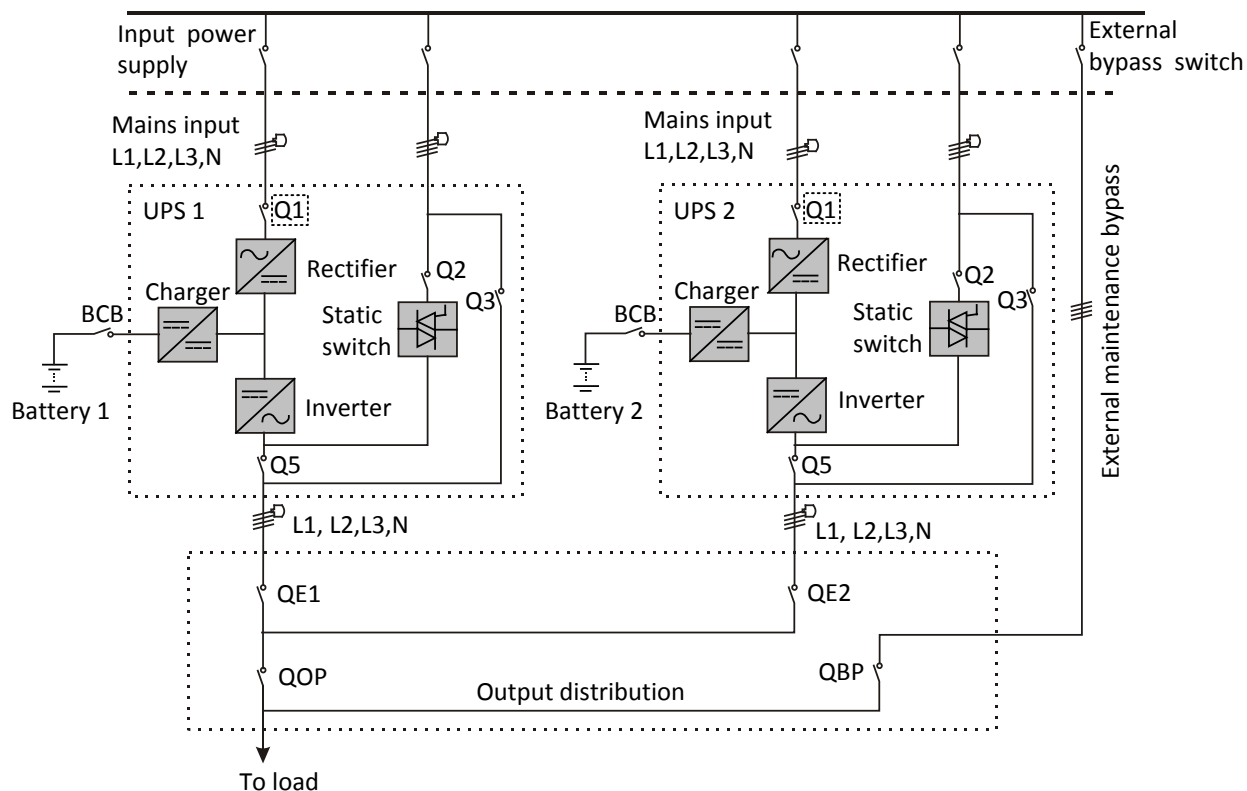 Input power
supply
External
bypass switch
Mains input
L1,L2,L3,N
Mains input
L1,L2,L3,N
UPS 1
Q1
Rectifier
Q2
Q3
Charger
BCB
Static
switch
Battery 1
Inverter
Q5
L1, L2,L3,N
UPS 2
Q1
Rectifier
Q2
Q3
Charger
BCB
Static
switch
Battery 2
Inverter
Q5
L1, L2,L3,N
External maintenance bypass
QE1
QE2
QOP
QBP
Output distribution
To load